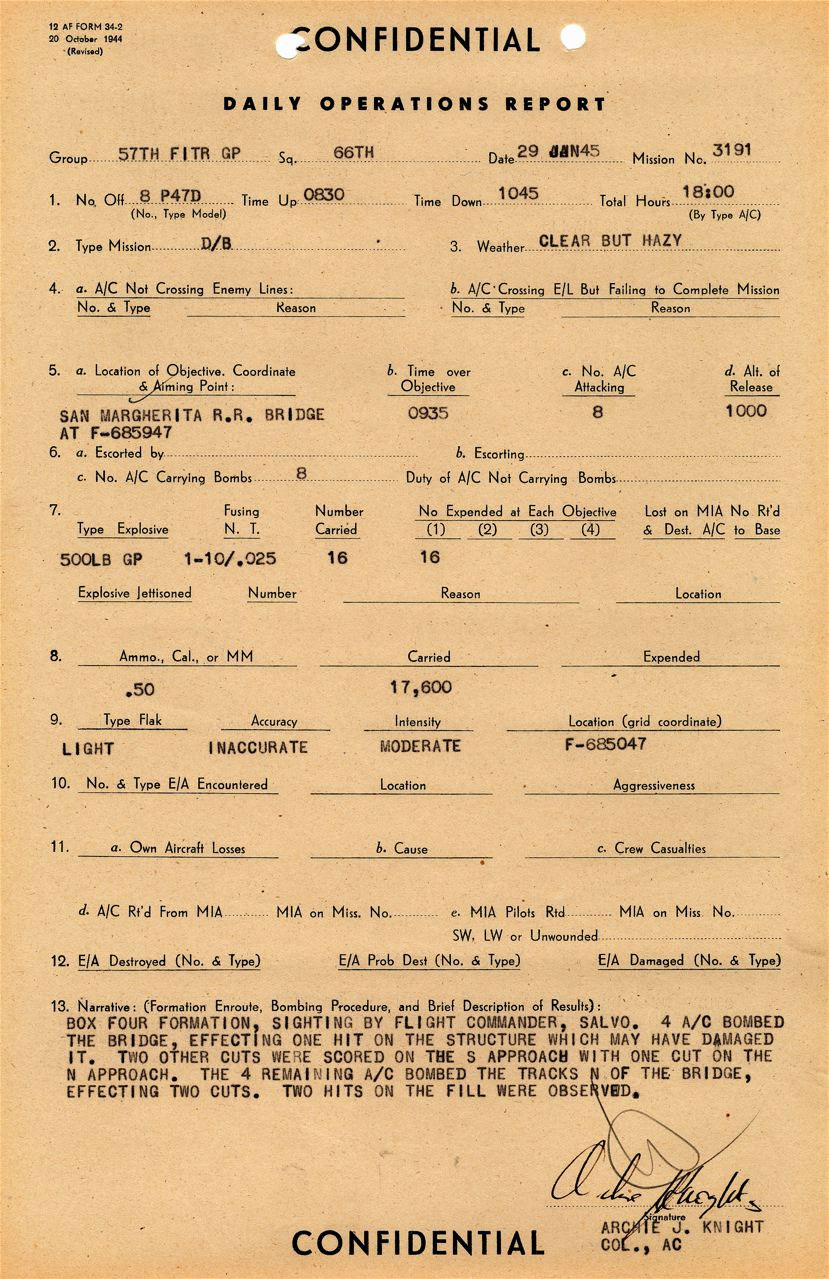 12 AF FORM 34-2
20 October 1944
(Revised)
CONFIDENTIAL
DAILY OPERATIONS REPORT
Group 57TH FITR GP Sq. 66TH Date 29 JAN45 Mission No. 3191
1. No. Off 8 P47D Time Up 0830 Time Down 1045 Total Hours 18:00
(No., Type Model) (By Type A/C)
2. Type Mission D/B 3. Weather CLEAR BUT HAZY
4. a. A/C Not Crossing Enemy Lines: b. A/C Crossing E/L But Failing to Complete Mission
No. & Type Reason No. & Type Reason
5. a. Location of Objective. Coordinate b. Time over c. No. A/C d. Alt. of
& Aiming Point: Objective Attacking Release
SAN MARGHERITA R.R. BRIDGE 0935 8 1000
AT F-685947
6. a. Escorted by b. Escorting
c. No. A/C Carrying Bombs 8 Duty of A/C Not Carrying Bombs
7. Fusing Number No Expended at Each Objective Lost on MIA No Rt'd
Type Explosive N. T. Carried (1) (2) (3) (4) & Dest. A/C to Base
500LB GP 1-10/.025 16 16
Explosive Jettisoned Number Reason Location
8. Ammo., Cal., or MM Carried Expended
.50 17,600
9. Type Flak Accuracy Intensity Location (grid coordinate)
LIGHT INACCURATE MODERATE F-685047
10. No. & Type E/A Encountered Location Aggressiveness
11. a. Own Aircraft Losses b. Cause c. Crew Casualties
d. A/C Rt'd From MIA MIA on Miss. No. e. MIA Pilots Rtd MIA on Miss No.
SW, LW or Unwounded
12. E/A Destroyed (No. & Type) E/A Prob Dest (No. & Type) E/A Damaged (No. & Type)
13. Narrative: (Formation Enroute, Bombing Procedure, and Brief Description of Results):
BOX FOUR FORMATION, SIGHTING BY FLIGHT COMMANDER, SALVO. 4 A/C BOMBED
THE BRIDGE, EFFECTING ONE HIT ON THE STRUCTURE WHICH MAY HAVE DAMAGED
IT. TWO OTHER CUTS WERE SCORED ON THE S APPROACH WITH ONE CUT ON THE
N APPROACH. THE 4 REMAINING A/C BOMBED THE TRACKS N OF THE BRIDGE,
EFFECTING TWO CUTS. TWO HITS ON THE FILL WERE OBSERVED.
Archie J Knight
Signature
ARCHIE J. KNIGHT
COL., AC
CONFIDENTIAL